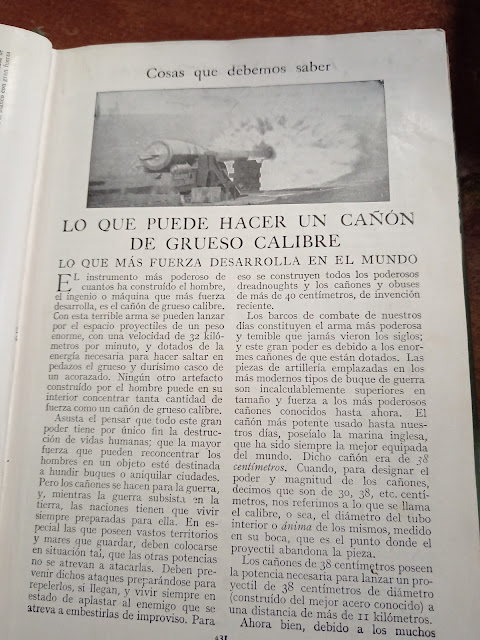 Cosas que debemos saber
LO QUE PUEDE HACER UN CAÑÓN
DE GRUESO CALIBRE
LO QUE MÁS FUERZA DESARROLLA EN EL MUNDO
EL instrumento más poderoso de
cuantos ha construído el hombre,
el ingenio o máquina que más fuerza
desarrolla, es el cañón de grueso calibre.
Con esta terrible arma se pueden lanzar
por el espacio proyectiles de un peso
enorme, con una velocidad de 32 kiló-
metros por minuto, y dotados de la
energía necesaria para hacer saltar en
pedazos el grueso y durísimo casco de
un acorazado. Ningún otro artefacto
construído por el hombre puede en su
interior concentrar tanta cantidad de
fuerza como un cañón de grueso calibre.
Asusta el pensar que todo este gran
poder tiene por único fin la destruc-
ción de vidas humanas; que la mayor
fuerza que pueden reconcentrar los
hombres en un objeto esté destinada
a hundir buques o aniquilar ciudades.
Pero los cañones se hacen para la guerra,
y, mientras la guerra subsista en la
tierra, las naciones tienen que vivir
siempre preparadas para ella. En es-
pecial las que poseen vastos territorios
y mares que guardar, deben colocarse
en situación tal, que las otras potencias
no se atrevan a atacarlas. Deben pre-
venir dichos ataques preparándose para
repelerlos, si llegan, y vivir siempre en
estado de aplastar al enemigo que se
atreva a embestirlas de improviso. Para
eso se construyen todos los poderosos
dreadnoughts y los cañones y obuses
de más de 40 centímetros, de invención
reciente.
Los barcos de combate de nuestros
días constituyen el arma más poderosa
y temible que jamás vieron los siglos;
y este gran poder es debido a los enor-
mes cañones de que están dotados. Las
piezas de artillería emplazadas en los
más modernos tipos de buque de guerra
son incalculablemente superiores en
tamaño y fuerza a los más poderosos
cañones conocidos hasta ahora. El
cañón más potente usado hasta nues-
tros días, poseíalo la marina inglesa,
que ha sido siempre la mejor equipada
del mundo. Dicho cañón era de 38
centímetros. Cuando, para designar el
poder y magnitud de los cañones,
decimos que son de 30, 38, etc. centí-
metros, nos referimos a lo que se llama
el calibre, o sea, el diámetro del tubo
interior o ánima de los mismos, medido
en su boca, que es el punto donde el
proyectil abandona la pieza.
Los cañones de 38 centímetros poseen
la potencia necesaria para lanzar un pro-
yectil de 38 centímetros de diámetro
(construído del mejor acero conocido) a
una distancia de más de 11 kilómetros.
Ahora bien, debido a los muchos
431